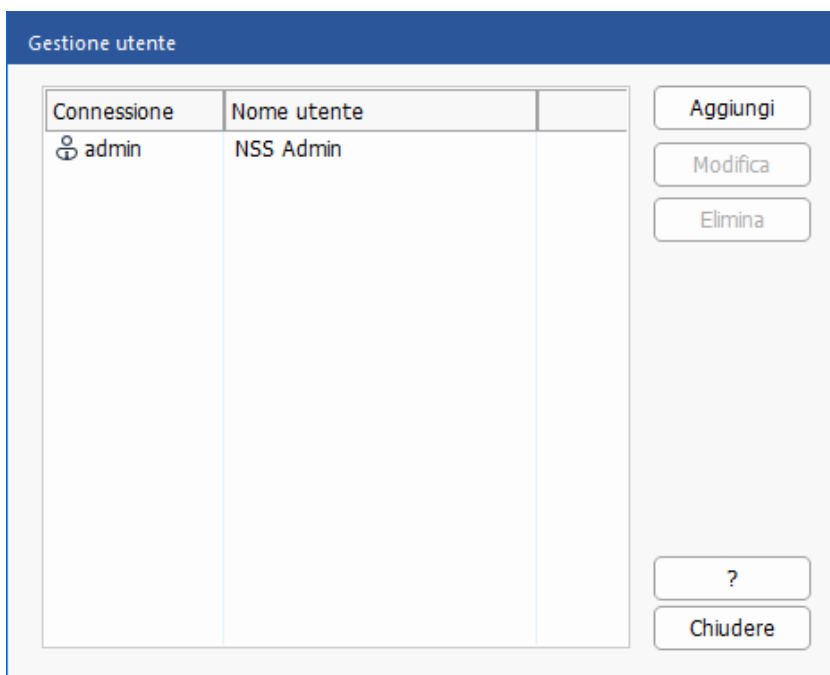 Gestione utente
Connessione Nome utente
admin NSS Admin
Aggiungi
Modifica
Elimina
?
Chiudere